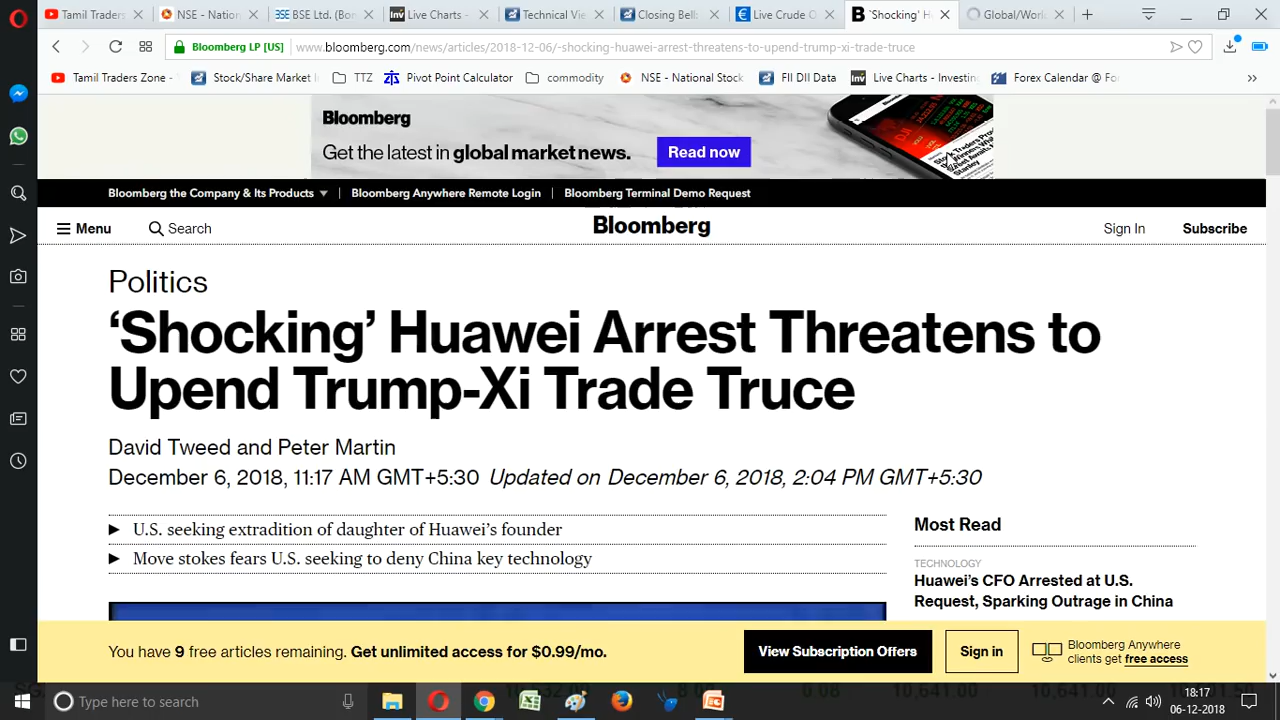 Tamil Traders
NSE - Nation
BSE Ltd. (Bon
Live Charts -
Technical Vie
Closing Bell:
Live Crude O
'Shocking' H
Global/Worl
Bloomberg LP [US]
www.bloomberg.com/news/articles/2018-12-06/-shocking-huawei-arrest-threatens-to-upend-trump-xi-trade-truce
Tamil Traders Zone -
Stock/Share Market
TTZ
Pivot Point Calculator
commodity
NSE - National Stock
FII DII Data
Live Charts - Investin
Forex Calendar @ Fo
Bloomberg
Get the latest in global market news.
Read now
Bloomberg the Company & Its Products
Bloomberg Anywhere Remote Login
Bloomberg Terminal Demo Request
Menu
Search
Bloomberg
Sign In
Subscribe
Politics
‘Shocking’ Huawei Arrest Threatens to
Upend Trump-Xi Trade Truce
David Tweed and Peter Martin
December 6, 2018, 11:17 AM GMT+5:30 Updated on December 6, 2018, 2:04 PM GMT+5:30
U.S. seeking extradition of daughter of Huawei’s founder
Move stokes fears U.S. seeking to deny China key technology
Most Read
TECHNOLOGY
Huawei’s CFO Arrested at U.S.
Request, Sparking Outrage in China
You have 9 free articles remaining. Get unlimited access for $0.99/mo.
View Subscription Offers
Sign in
Bloomberg Anywhere
clients get free access
Type here to search
18:17
06-12-2018